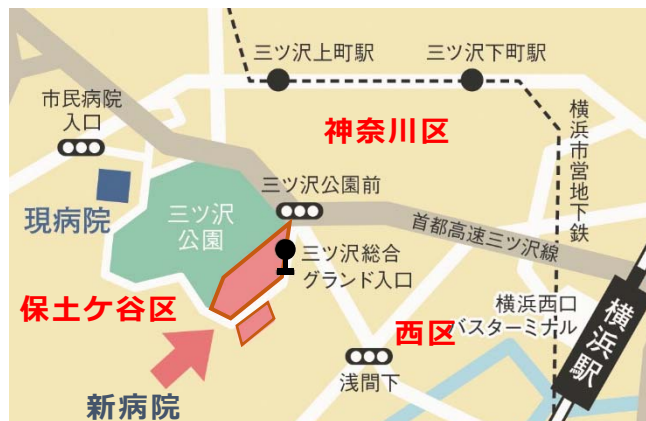 三ツ沢上町駅
三ツ沢下町駅
市民病院
入口
神奈川区
横浜市営地下鉄
三ツ沢公園前
三ツ沢
公園
現病院
首都高速三ツ沢線
三ツ沢総合
グランド入口
保土ケ谷区
横浜西口
バスターミナル
西区
横浜駅
浅間下
新病院